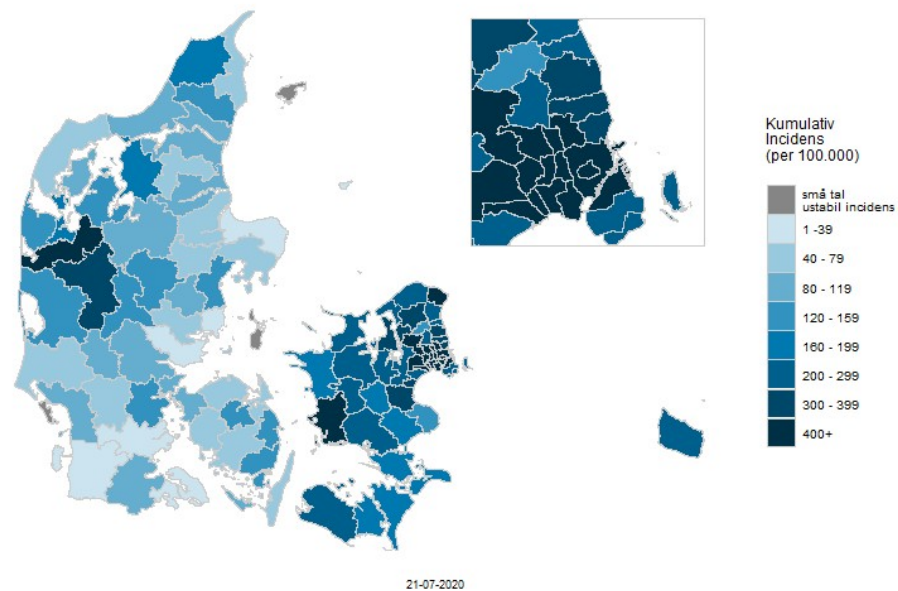 Kumulativ
Incidens
(per 100.000)
små tal
ustabil incidens
1 -39
40 - 79
80 - 119
120 - 159
160 - 199
200 - 299
300 - 399
400+
21-07-2020